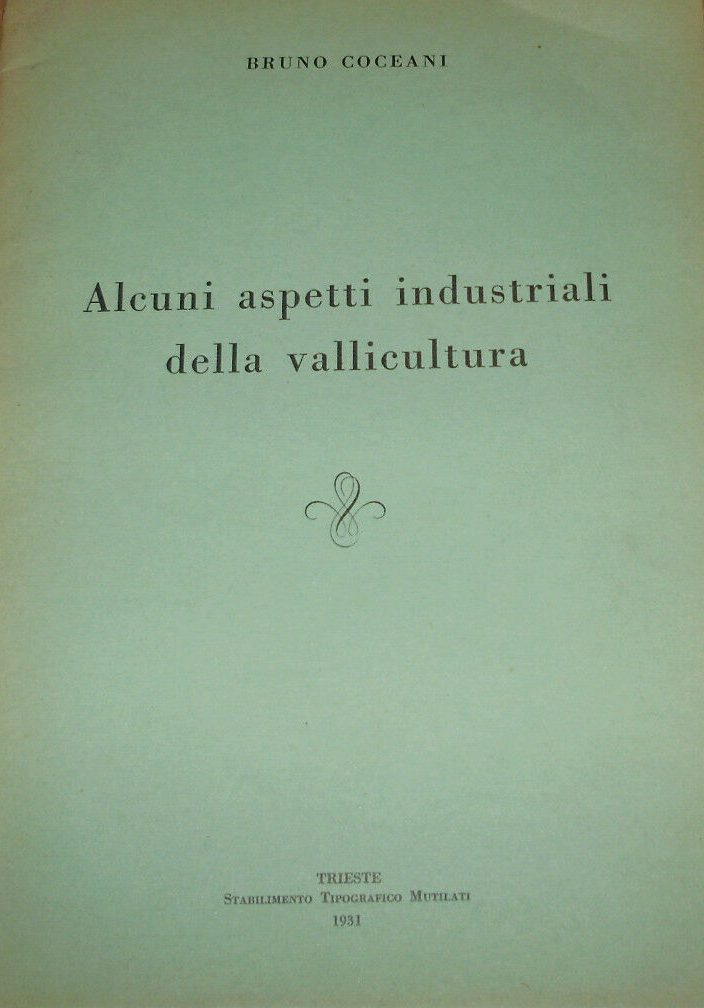 BRUNO COCEANI
Alcuni aspetti industriali
della vallicultura
TRIESTE
STABILIMENTO TIPOGRAFICO MUTILATI
1931